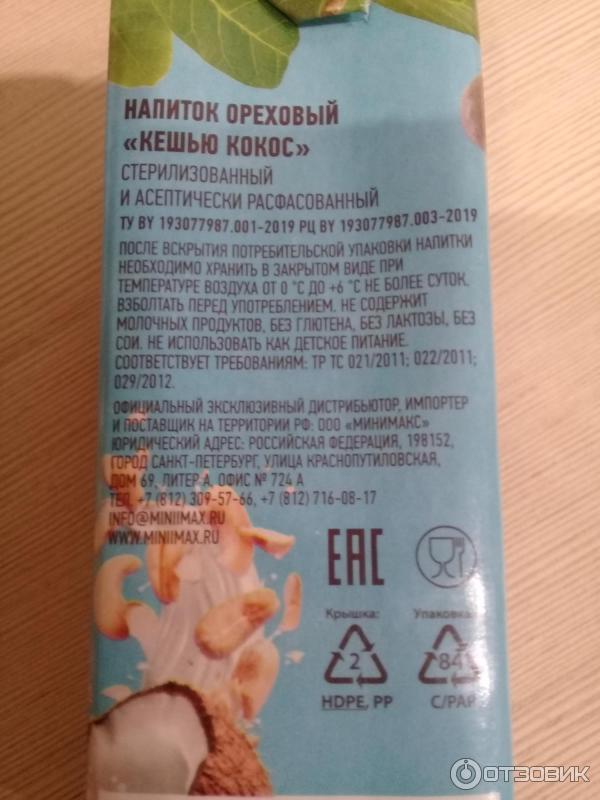 НАПИТОК ОРЕХОВЫЙ
«КЕШЬЮ КОКОС»
СТЕРИЛИЗОВАННЫЙ
И АСЕПТИЧЕСКИ РАСФАСОВАННЫЙ
ТУ BY 193077987.001-2019 РЦ BY 193077987.003-2019
ПОСЛЕ ВСКРЫТИЯ ПОТРЕБИТЕЛЬСКОЙ УПАКОВКИ НАПИТКИ
НЕОБХОДИМО ХРАНИТЬ В ЗАКРЫТОМ ВИДЕ ПРИ
ТЕМПЕРАТУРЕ ВОЗДУХА ОТ 0 °С ДО +6 °С НЕ БОЛЕЕ СУТОК.
ВЗБОЛТАТЬ ПЕРЕД УПОТРЕБЛЕНИЕМ. НЕ СОДЕРЖИТ
МОЛОЧНЫХ ПРОДУКТОВ, БЕЗ ГЛЮТЕНА, БЕЗ ЛАКТОЗЫ, БЕЗ
СОИ. НЕ ИСПОЛЬЗОВАТЬ КАК ДЕТСКОЕ ПИТАНИЕ.
СООТВЕТСТВУЕТ ТРЕБОВАНИЯМ: ТР ТС 021/2011; 022/2011;
029/2012.
ОФИЦИАЛЬНЫЙ ЭКСКЛЮЗИВНЫЙ ДИСТРИБЬЮТОР, ИМПОРТЕР
И ПОСТАВЩИК НА ТЕРРИТОРИИ РФ: ООО «МИНИМАКС»
ЮРИДИЧЕСКИЙ АДРЕС: РОССИЙСКАЯ ФЕДЕРАЦИЯ, 198152,
ГОРОД САНКТ-ПЕТЕРБУРГ, УЛИЦА КРАСНОПУТИЛОВСКАЯ,
ДОМ 69, ЛИТЕР А, ОФИС № 724 А
ТЕЛ. +7 (812) 309-57-66, +7 (812) 716-08-17
INFO@MINIIMAX.RU
WWW.MINIIMAX.RU
EAC
Крышка: Упаковка:
2 84
HDPE, PP C/PAP
ОТЗОВИК